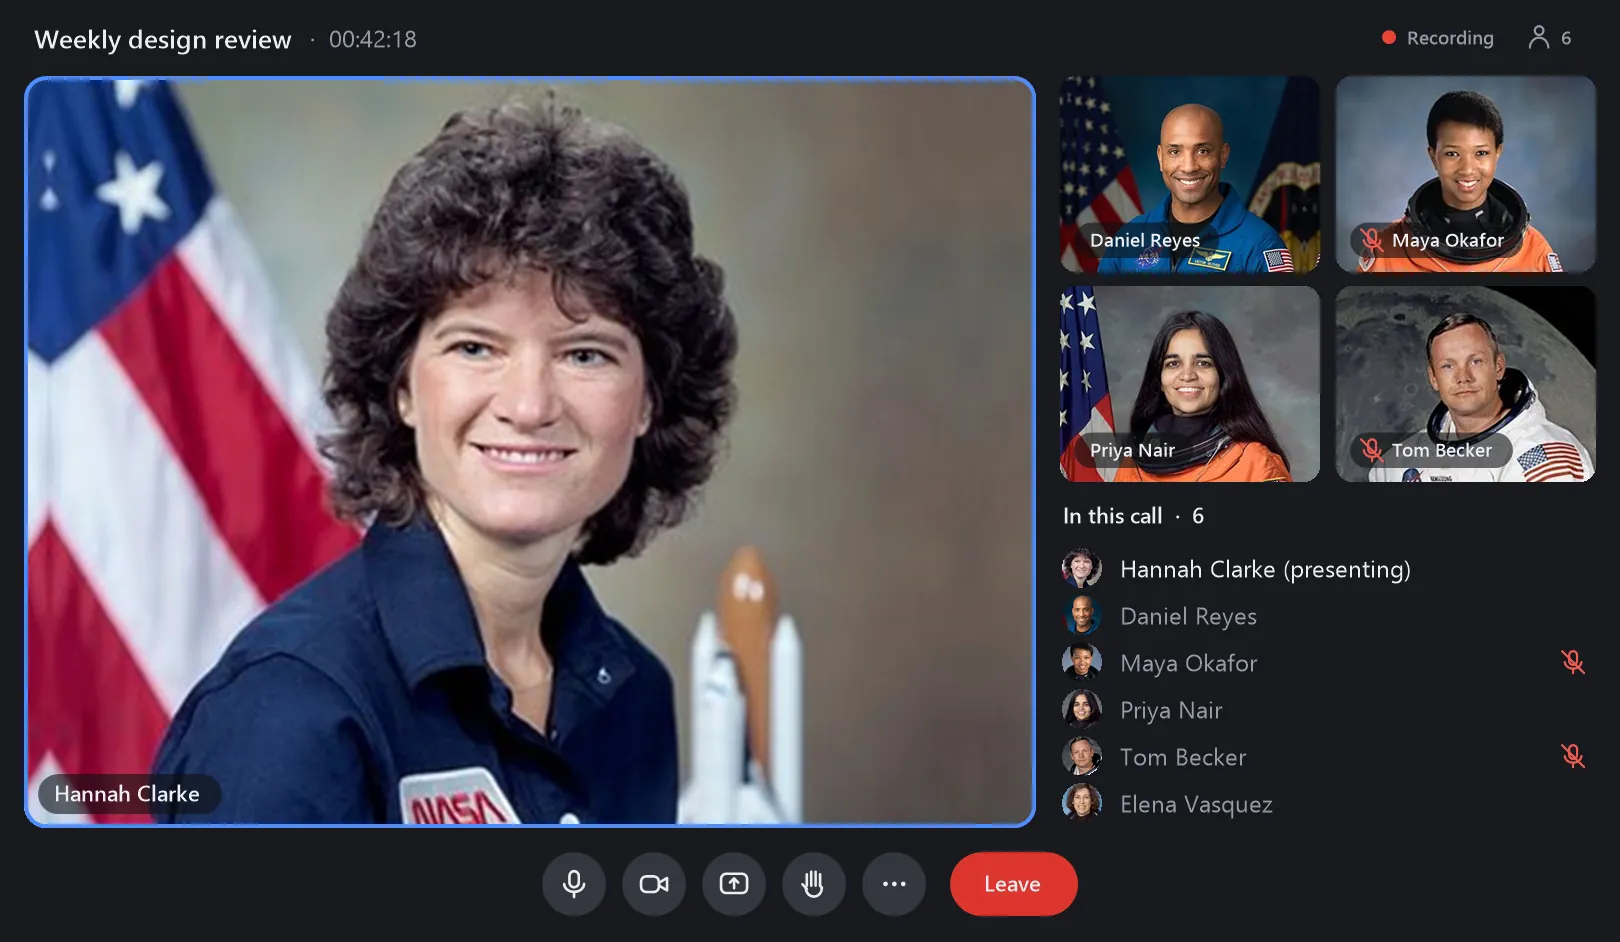 Weekly design review · 00:42:18
Recording 6
Hannah Clarke
NASA
Daniel Reyes
Maya Okafor
Priya Nair
Tom Becker
In this call · 6
Hannah Clarke (presenting)
Daniel Reyes
Maya Okafor
Priya Nair
Tom Becker
Elena Vasquez
Leave